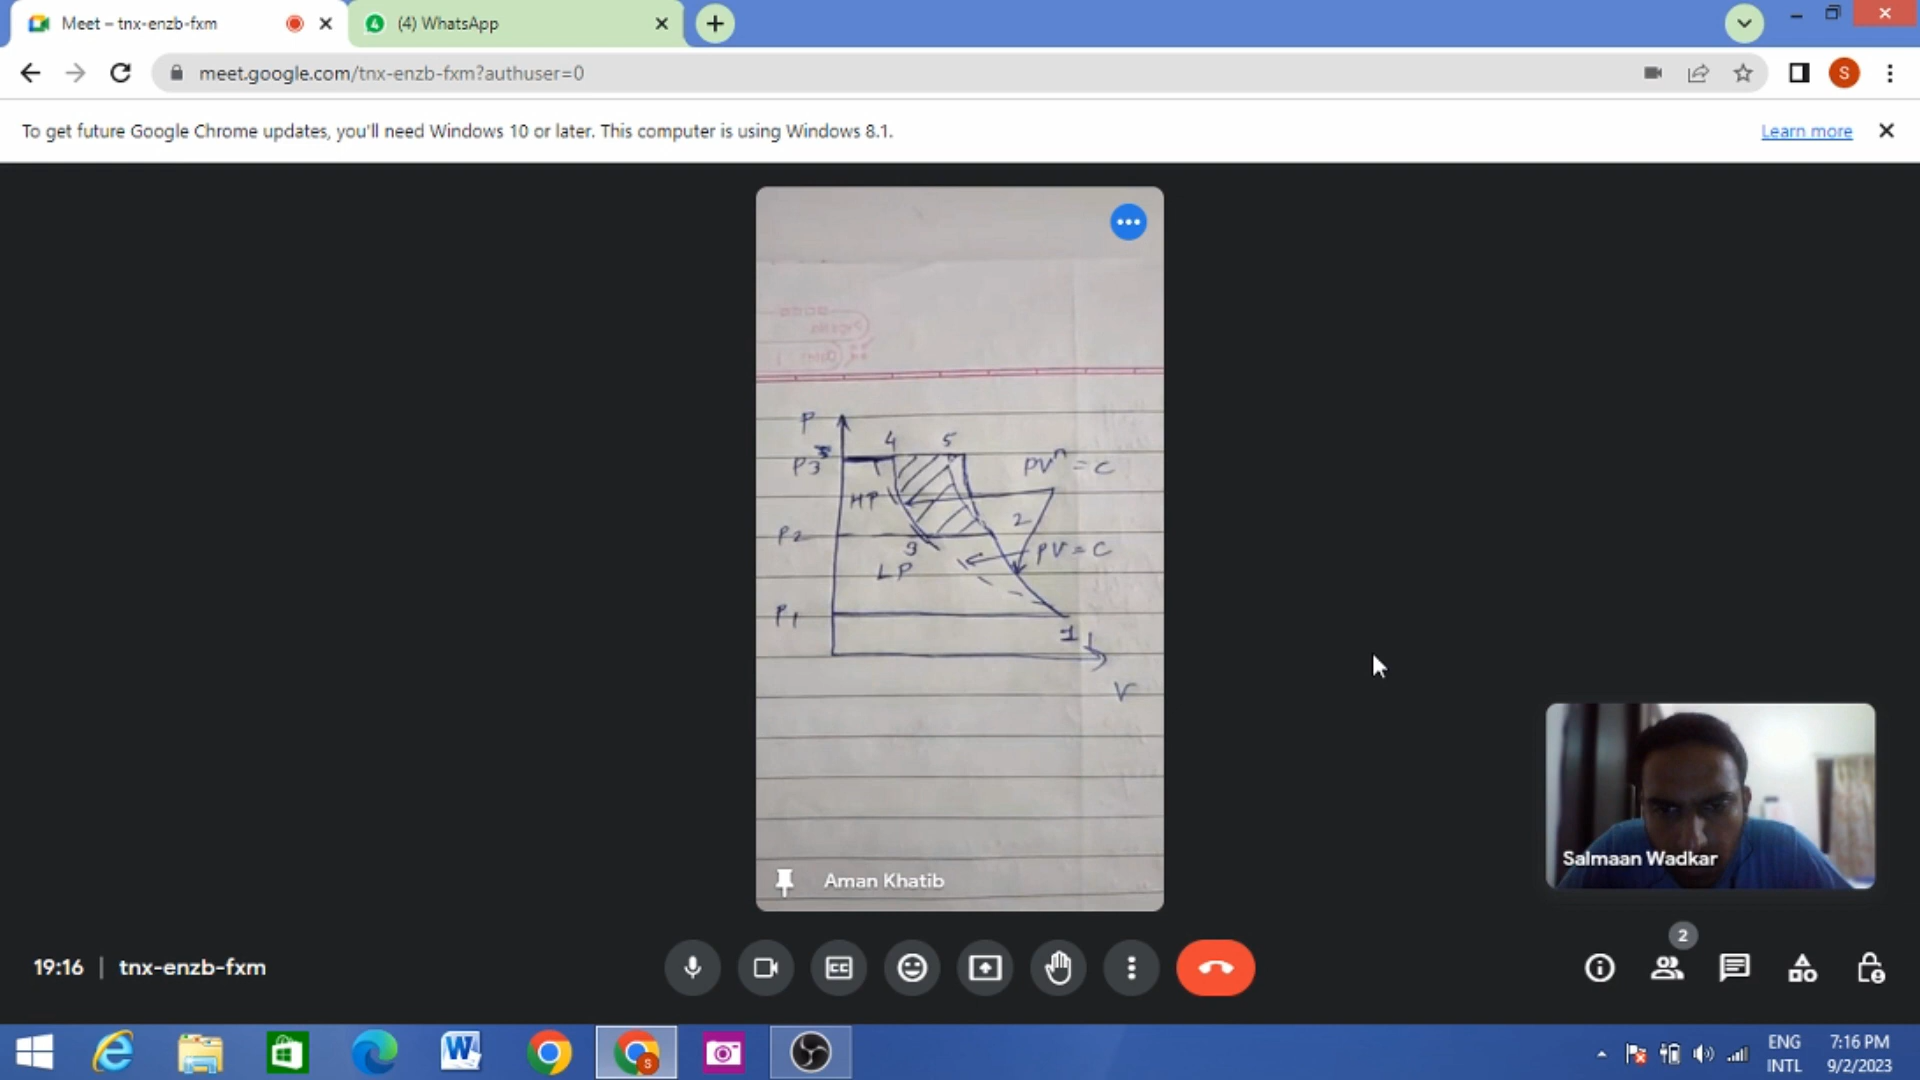 Meet – tnx-enzb-fxm
(4) WhatsApp
meet.google.com/tnx-enzb-fxm?authuser=0
S
To get future Google Chrome updates, you'll need Windows 10 or later. This computer is using Windows 8.1.
Learn more
P
4 5
P3
PVⁿ = C
HP
2
P2
3
PV = C
LP
P1
1
V
Aman Khatib
Salmaan Wadkar
19:16 | tnx-enzb-fxm
2
ENG
INTL
7:16 PM
9/2/2023